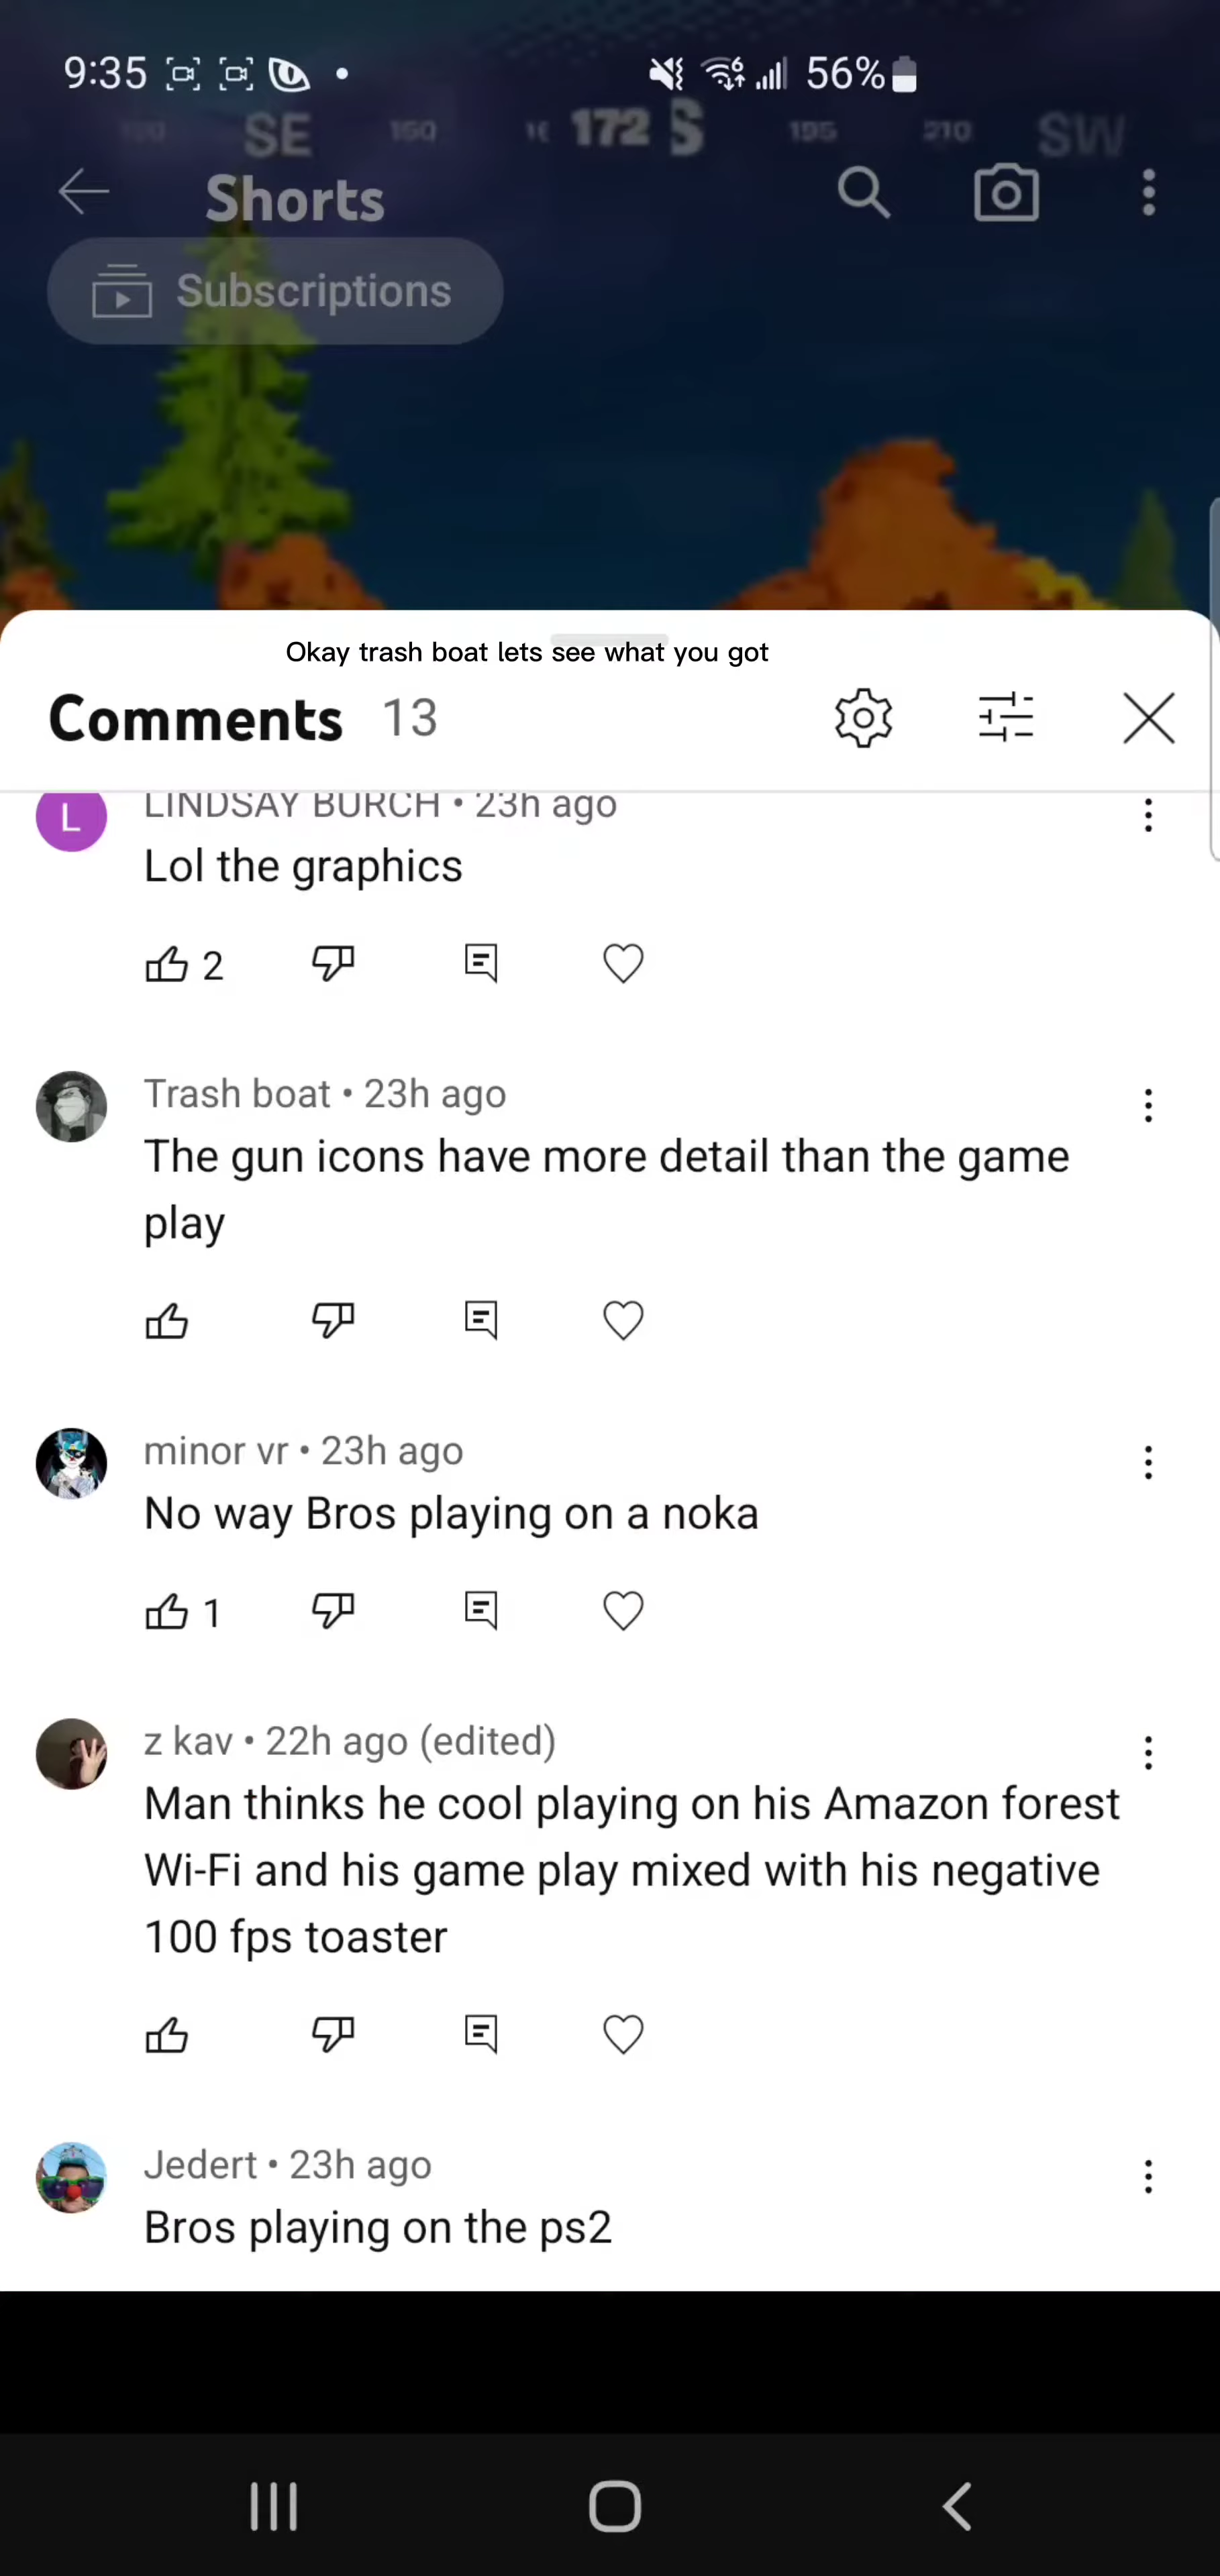 9:35 56%
SE 150 172 S 195 210 SW
Shorts
Subscriptions
Okay trash boat lets see what you got
Comments 13
L LINDSAY BURCH • 23h ago
Lol the graphics
2
Trash boat • 23h ago
The gun icons have more detail than the game
play
minor vr • 23h ago
No way Bros playing on a noka
1
z kav • 22h ago (edited)
Man thinks he cool playing on his Amazon forest
Wi-Fi and his game play mixed with his negative
100 fps toaster
Jedert • 23h ago
Bros playing on the ps2